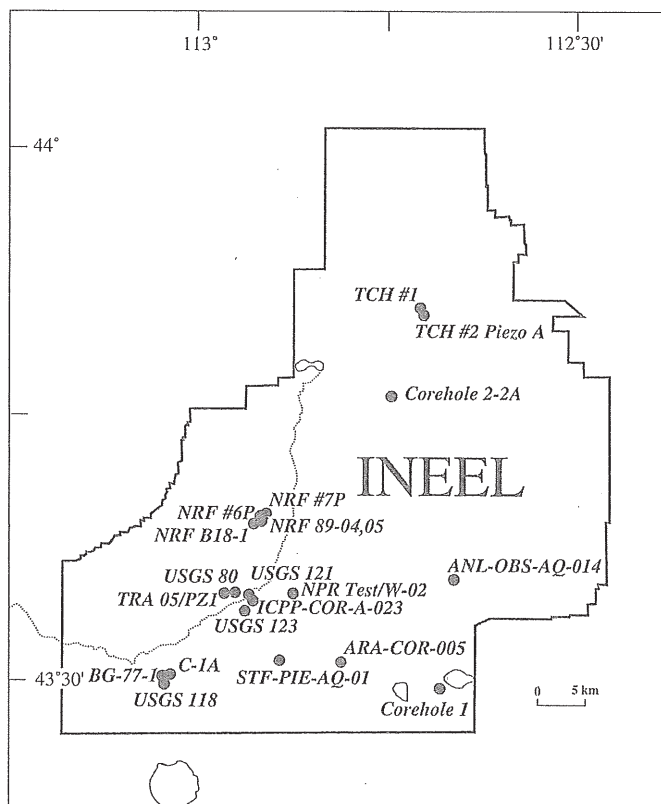 113°
112°30'
44°
TCH #1
TCH #2 Piezo A
Corehole 2-2A
INEEL
NRF #7P
NRF #6P
NRF 89-04,05
NRF B18-1
ANL-OBS-AQ-014
USGS 80
USGS 121
NPR Test/W-02
TRA 05/PZ1
ICPP-COR-A-023
USGS 123
ARA-COR-005
C-1A
BG-77-1
STF-PIE-AQ-01
43°30'
USGS 118
Corehole 1
0 5 km